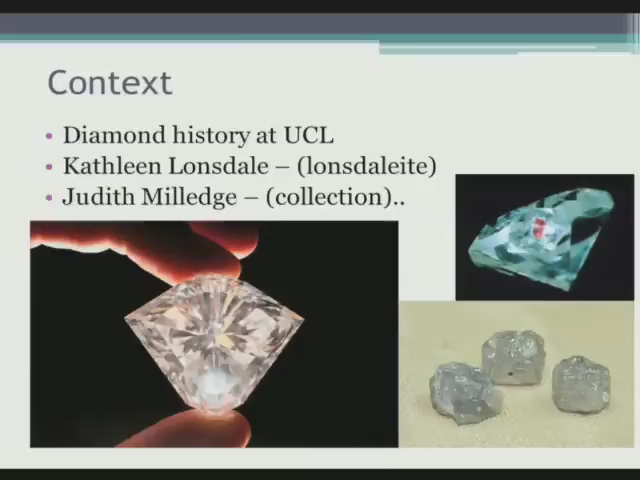 Context
• Diamond history at UCL
• Kathleen Lonsdale – (lonsdaleite)
• Judith Milledge – (collection)..